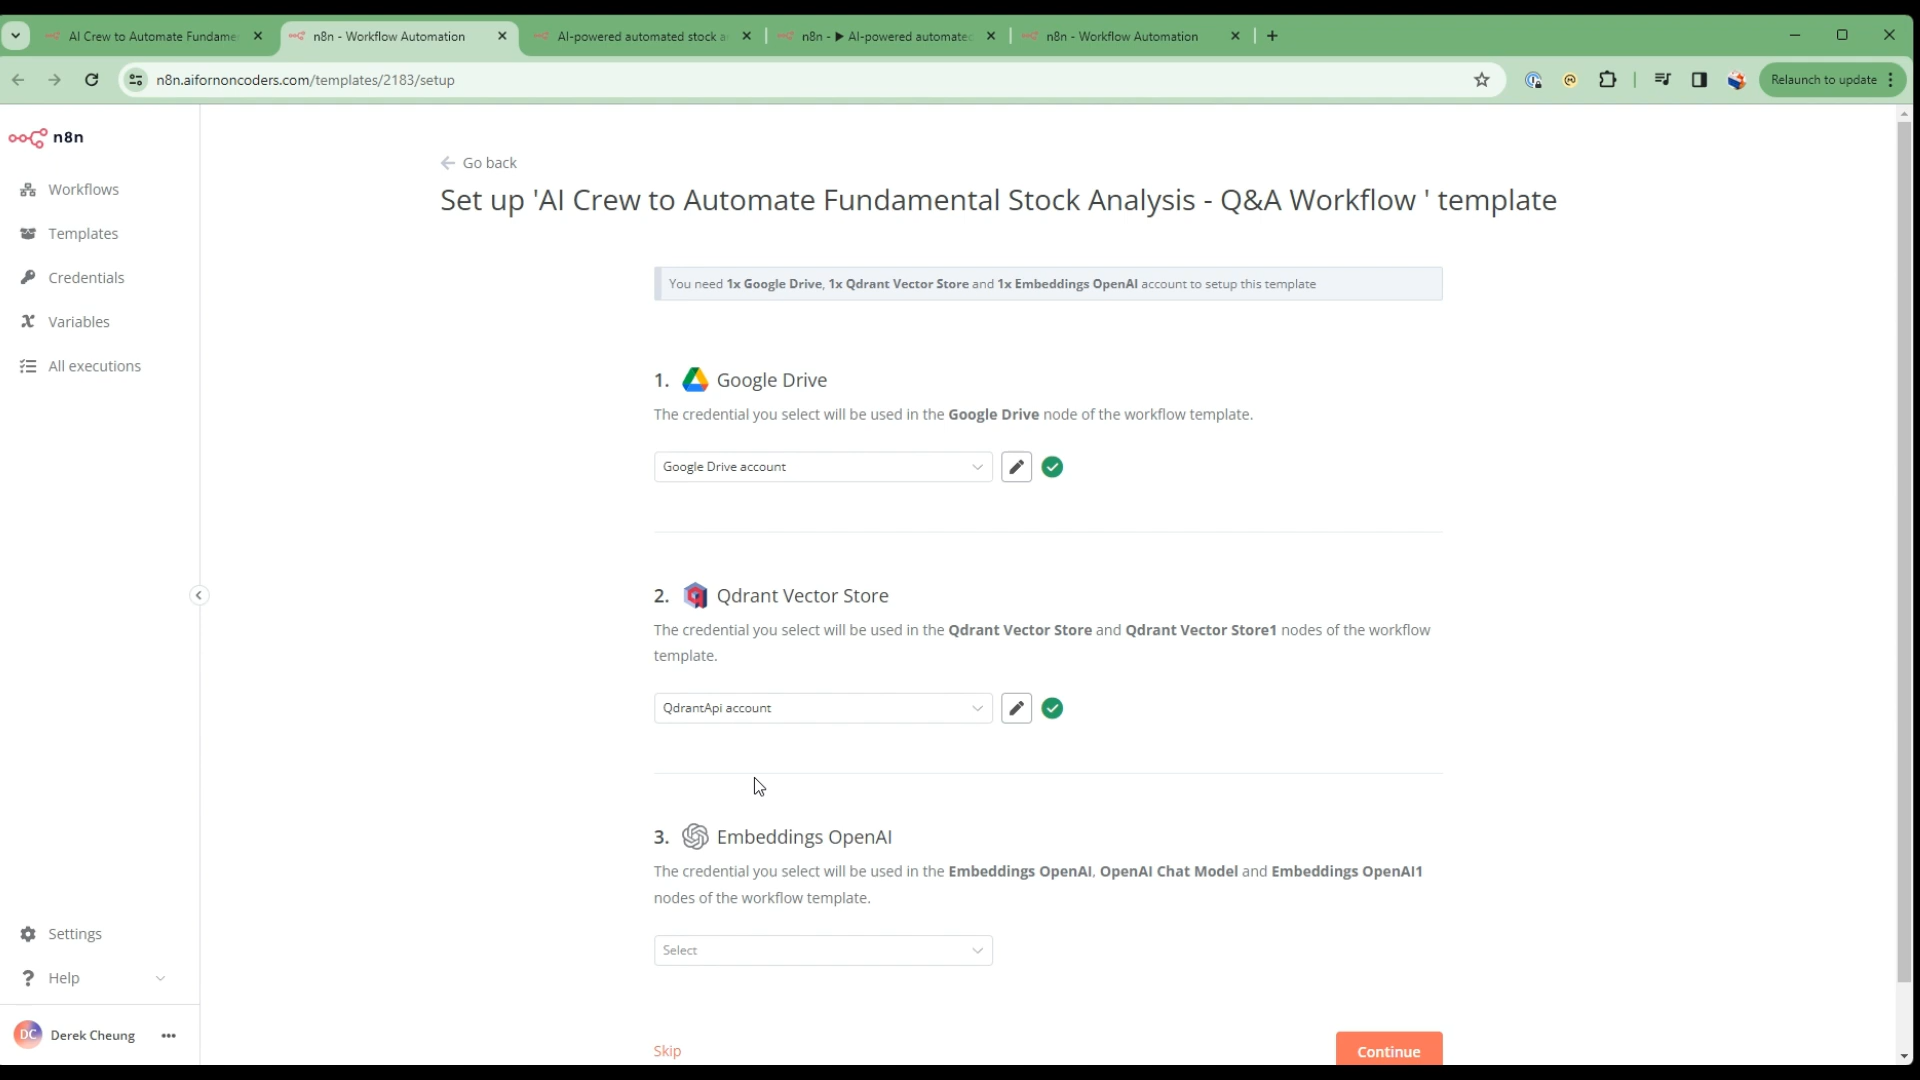 AI Crew to Automate Fundame
n8n - Workflow Automation
AI-powered automated stock a
n8n - ▶ AI-powered automated
n8n - Workflow Automation
n8n.aifornoncoders.com/templates/2183/setup
Relaunch to update
n8n
Workflows
Templates
Credentials
Variables
All executions
Settings
Help
DC
Derek Cheung
Go back
Set up 'AI Crew to Automate Fundamental Stock Analysis - Q&A Workflow ' template
You need 1x Google Drive, 1x Qdrant Vector Store and 1x Embeddings OpenAI account to setup this template
1. Google Drive
The credential you select will be used in the Google Drive node of the workflow template.
Google Drive account
2. Qdrant Vector Store
The credential you select will be used in the Qdrant Vector Store and Qdrant Vector Store1 nodes of the workflow
template.
QdrantApi account
3. Embeddings OpenAI
The credential you select will be used in the Embeddings OpenAI, OpenAI Chat Model and Embeddings OpenAI1
nodes of the workflow template.
Select
Skip
Continue